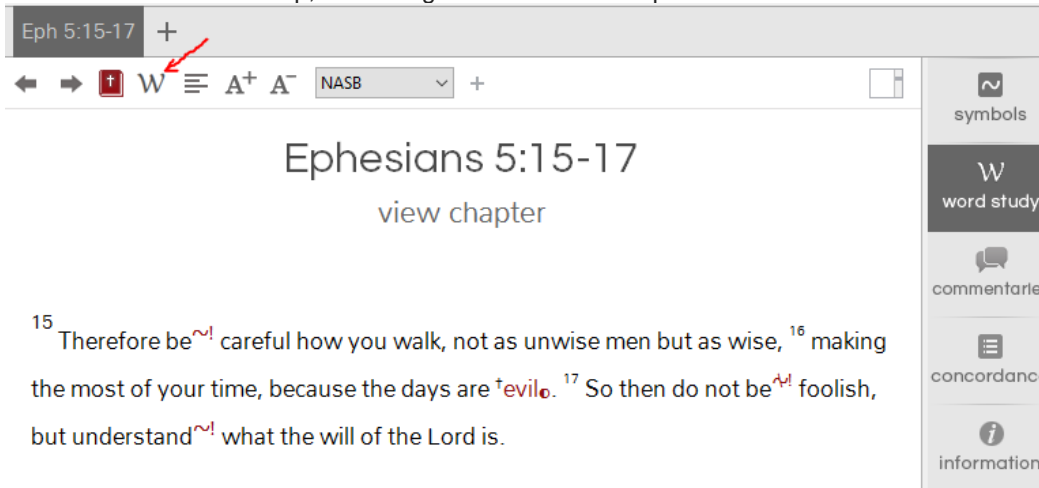 Eph 5:15-17 +
W A+ A- NASB +
symbols
Ephesians 5:15-17
W
word study
view chapter
commentarie
15 Therefore be~! careful how you walk, not as unwise men but as wise, 16 making
concordanc
the most of your time, because the days are †evil. 17 So then do not be~! foolish,
but understand~! what the will of the Lord is.
i
information